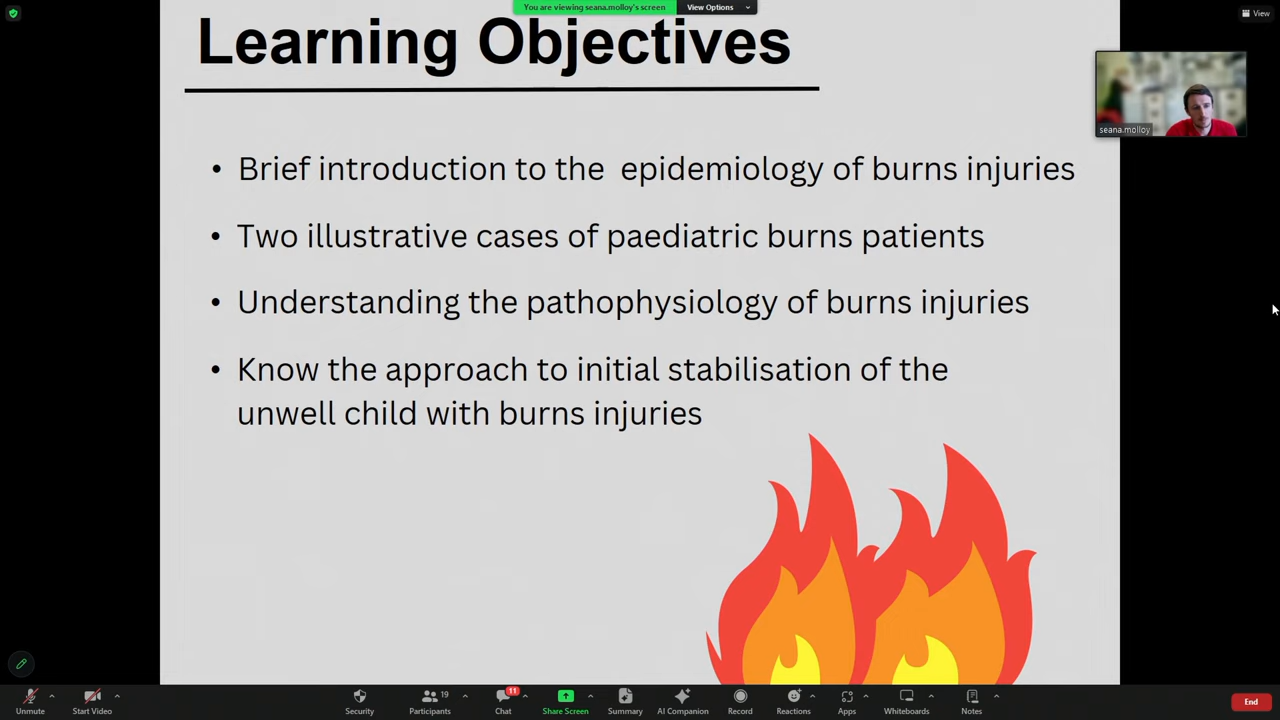 You are viewing seana.molloy's screen
View Options
View
Learning Objectives
seana.molloy
• Brief introduction to the  epidemiology of burns injuries
• Two illustrative cases of paediatric burns patients
• Understanding the pathophysiology of burns injuries
• Know the approach to initial stabilisation of the
unwell child with burns injuries
19
11
Unmute
Start Video
Security
Participants
Chat
Share Screen
Summary
AI Companion
Record
Reactions
Apps
Whiteboards
Notes
End